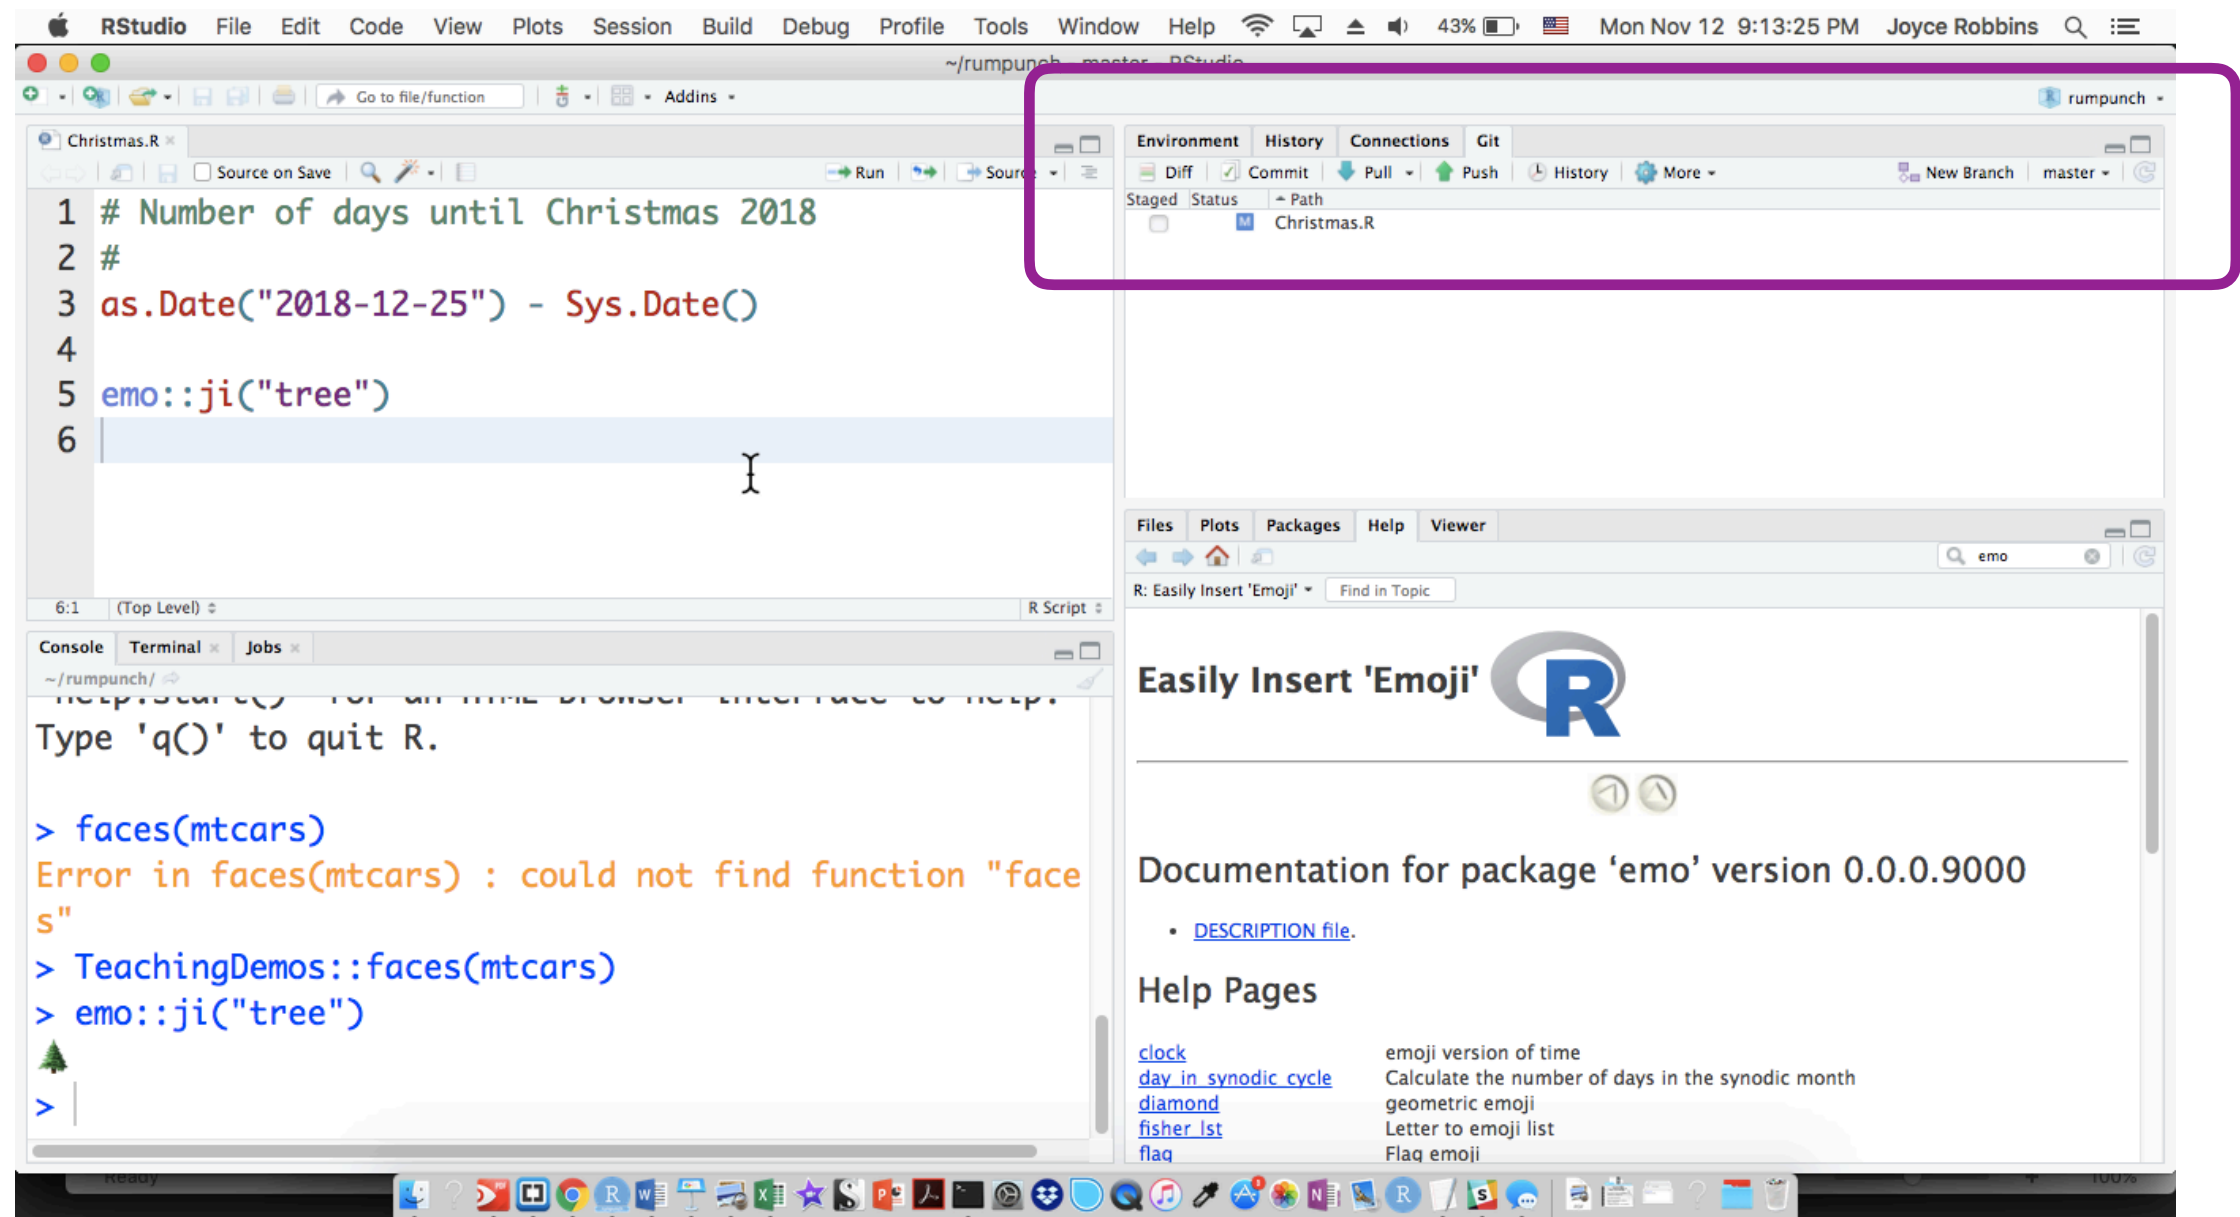 RStudio File Edit Code View Plots Session Build Debug Profile Tools Window Help 43% Mon Nov 12 9:13:25 PM Joyce Robbins
Go to file/function Addins rumpunch
Christmas.R
Source on Save Run
1 # Number of days until Christmas 2018
2 #
3 as.Date("2018-12-25") - Sys.Date()
4
5 emo::ji("tree")
6
6:1 (Top Level) R Script
Environment History Connections Git
Diff Commit Pull Push History More New Branch master
Staged Status Path
M Christmas.R
Console Terminal Jobs
~/rumpunch/
Type 'q()' to quit R.
> faces(mtcars)
Error in faces(mtcars) : could not find function "face
s"
> TeachingDemos::faces(mtcars)
> emo::ji("tree")
>
Files Plots Packages Help Viewer
emo
R: Easily Insert 'Emoji' Find in Topic
Easily Insert 'Emoji' R
Documentation for package ‘emo’ version 0.0.0.9000
• DESCRIPTION file.
Help Pages
clock emoji version of time
day_in_synodic_cycle Calculate the number of days in the synodic month
diamond geometric emoji
fisher_lst Letter to emoji list
flag Flag emoji
Ready 100%